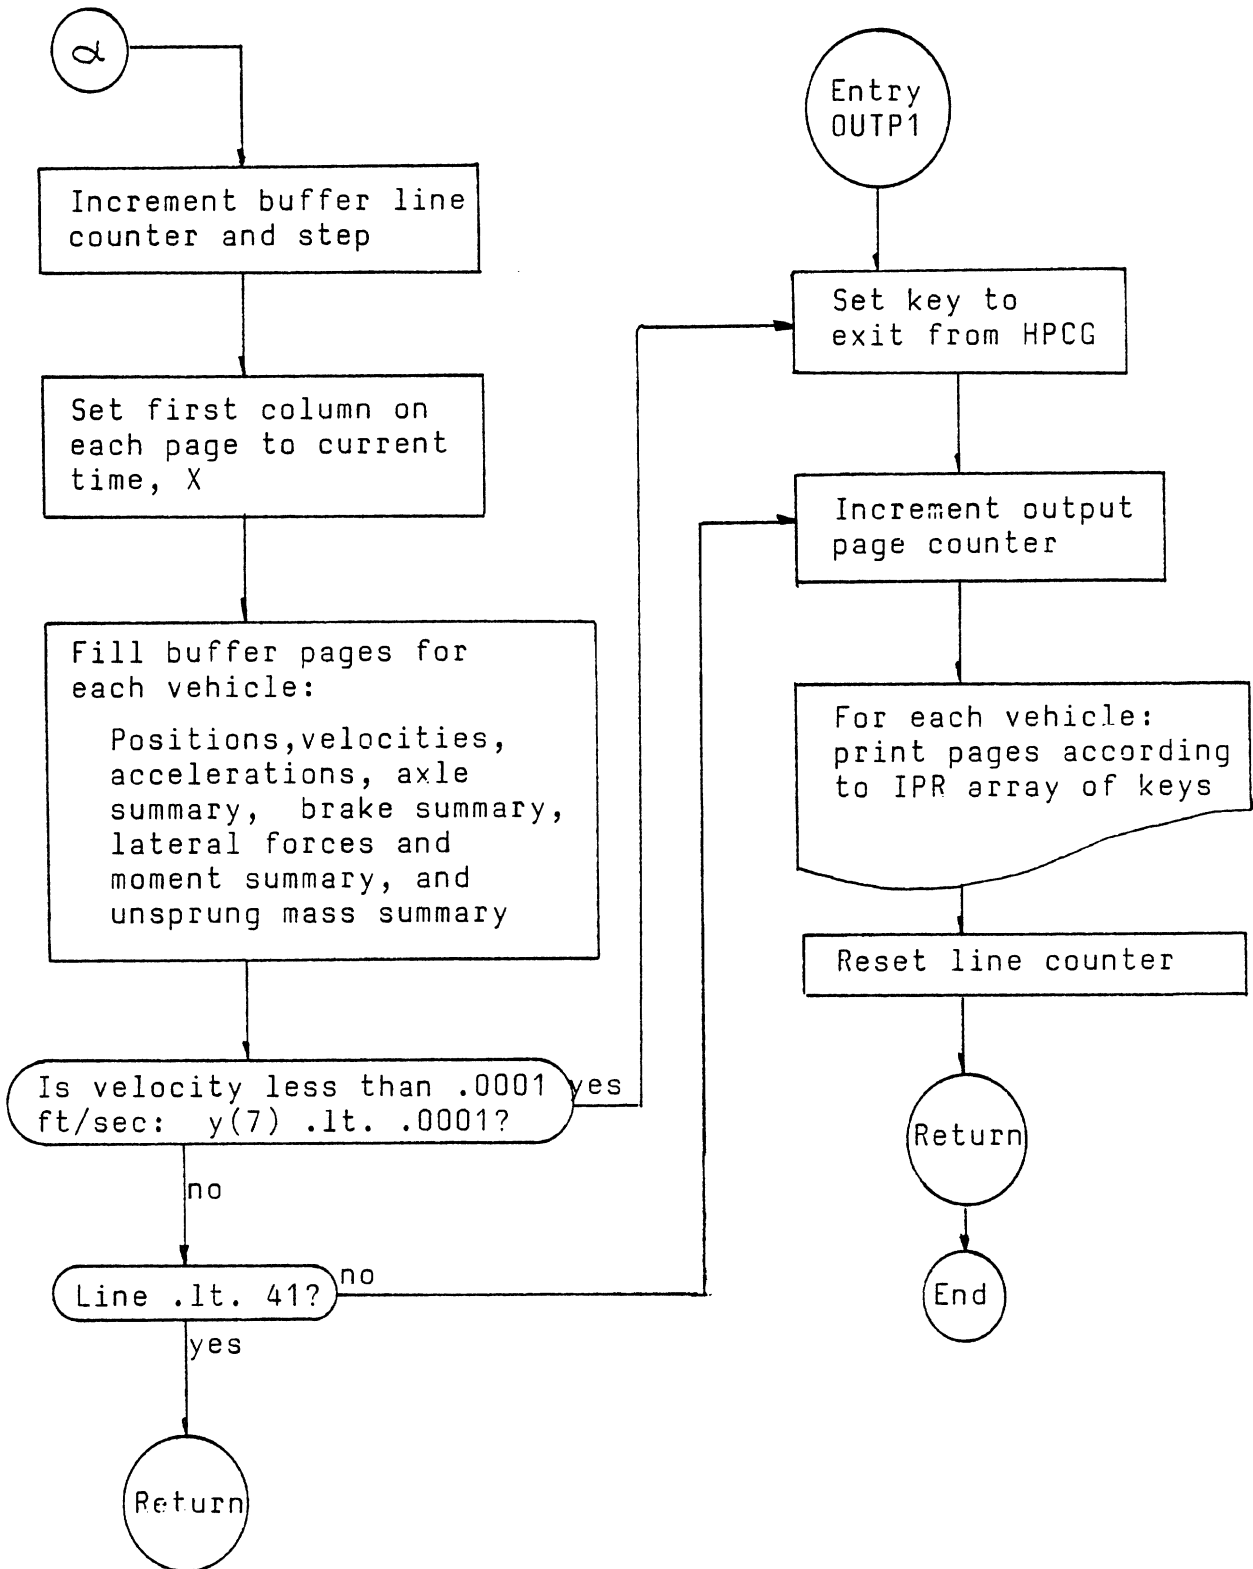 α
Increment buffer line
counter and step
Set first column on
each page to current
time, X
Fill buffer pages for
each vehicle:
Positions,velocities,
accelerations, axle
summary, brake summary,
lateral forces and
moment summary, and
unsprung mass summary
Is velocity less than .0001
ft/sec: y(7) .lt. .0001?
yes
no
Line .lt. 41?
no
yes
Return
Entry
OUTP1
Set key to
exit from HPCG
Increment output
page counter
For each vehicle:
print pages according
to IPR array of keys
Reset line counter
Return
End